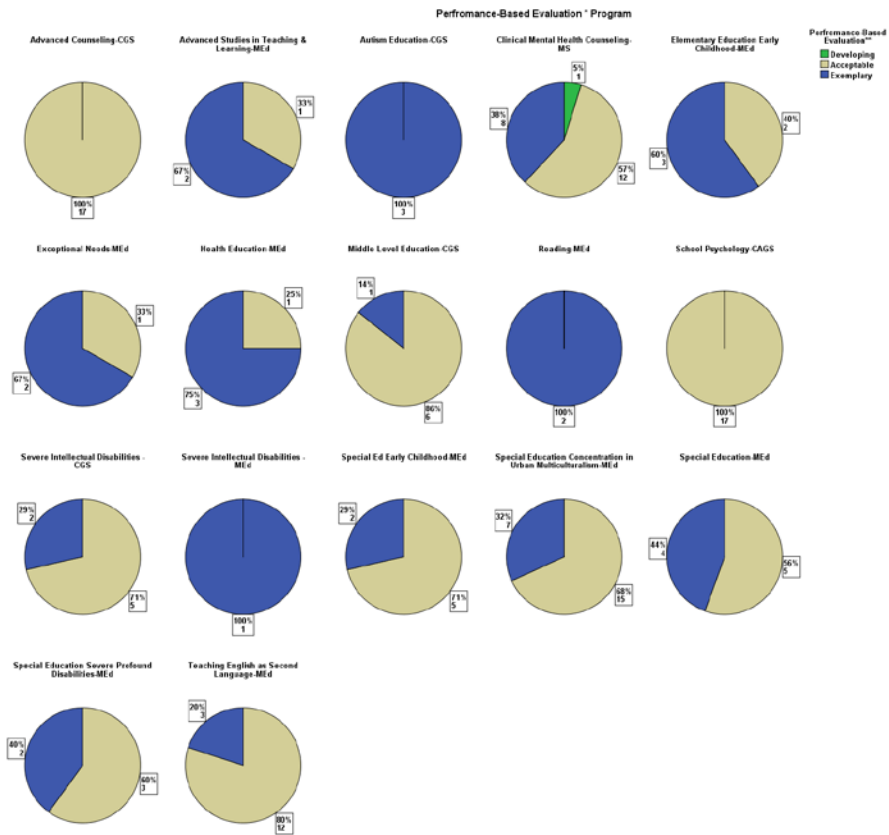 Perfromance-Based Evaluation * Program
Perfromance-Based
Evaluation**
Developing
Acceptable
Exemplary
Advanced Counseling-CGS
100%
17
Advanced Studies in Teaching &
Learning-MEd
33%
1
67%
2
Autism Education-CGS
100%
3
Clinical Mental Health Counseling-
MS
5%
1
38%
8
57%
12
Elementary Education Early
Childhood-MEd
40%
2
60%
3
Exceptional Needs-MEd
33%
1
67%
2
Health Education-MEd
25%
1
75%
3
Middle Level Education-CGS
14%
1
86%
6
Reading-MEd
100%
2
School Psychology-CAGS
100%
17
Severe Intellectual Disabilities -
CGS
29%
2
71%
5
Severe Intellectual Disabilities -
MEd
100%
1
Special Ed Early Childhood-MEd
29%
2
71%
5
Special Education Concentration in
Urban Multiculturalism-MEd
32%
7
68%
15
Special Education-MEd
44%
4
56%
5
Special Education Severe Profound
Disabilities-MEd
40%
2
60%
3
Teaching English as Second
Language-MEd
20%
3
80%
12